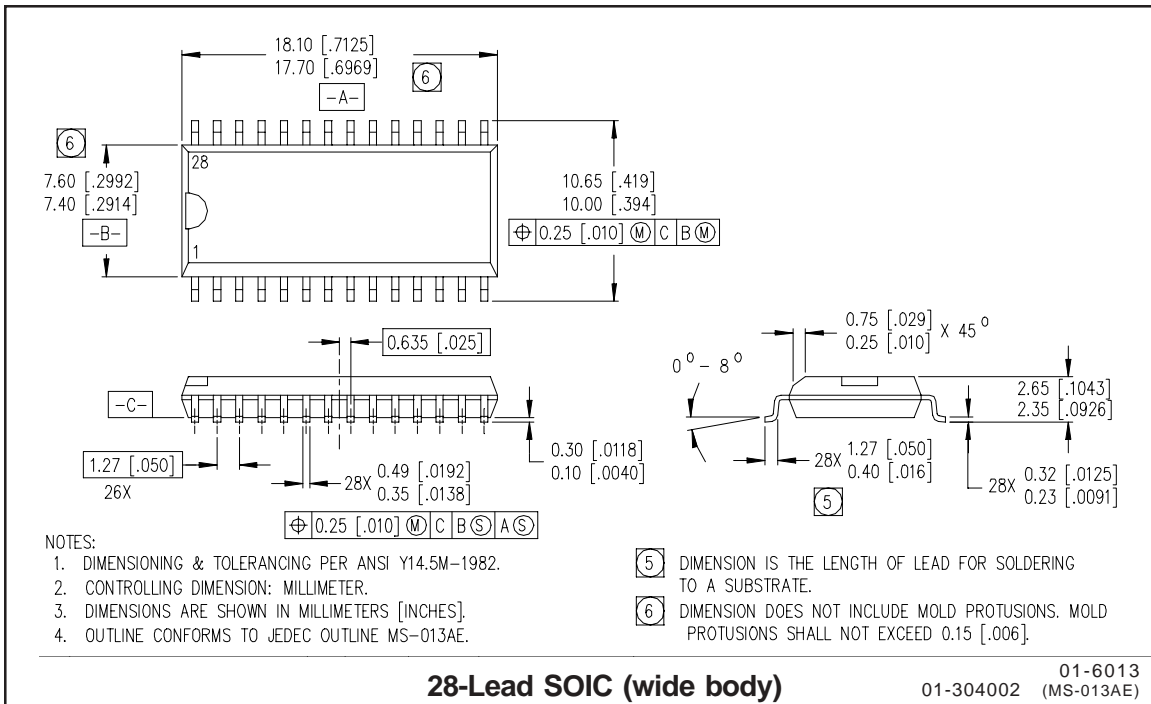 18.10 [.7125]
17.70 [.6969]
6
-A-
6
28
7.60 [.2992]
7.40 [.2914]
-B-
1
10.65 [.419]
10.00 [.394]
⌖ 0.25 [.010] Ⓜ C B Ⓜ
0.635 [.025]
-C-
1.27 [.050]
26X
28X 0.49 [.0192]
0.35 [.0138]
⌖ 0.25 [.010] Ⓜ C B Ⓢ A Ⓢ
0.30 [.0118]
0.10 [.0040]
0.75 [.029]
0.25 [.010] X 45°
0° - 8°
2.65 [.1043]
2.35 [.0926]
28X 1.27 [.050]
0.40 [.016]
5
28X 0.32 [.0125]
0.23 [.0091]
NOTES:
1. DIMENSIONING & TOLERANCING PER ANSI Y14.5M-1982.
2. CONTROLLING DIMENSION: MILLIMETER.
3. DIMENSIONS ARE SHOWN IN MILLIMETERS [INCHES].
4. OUTLINE CONFORMS TO JEDEC OUTLINE MS-013AE.
5 DIMENSION IS THE LENGTH OF LEAD FOR SOLDERING
TO A SUBSTRATE.
6 DIMENSION DOES NOT INCLUDE MOLD PROTUSIONS. MOLD
PROTUSIONS SHALL NOT EXCEED 0.15 [.006].
28-Lead SOIC (wide body)
01-6013
01-304002 (MS-013AE)